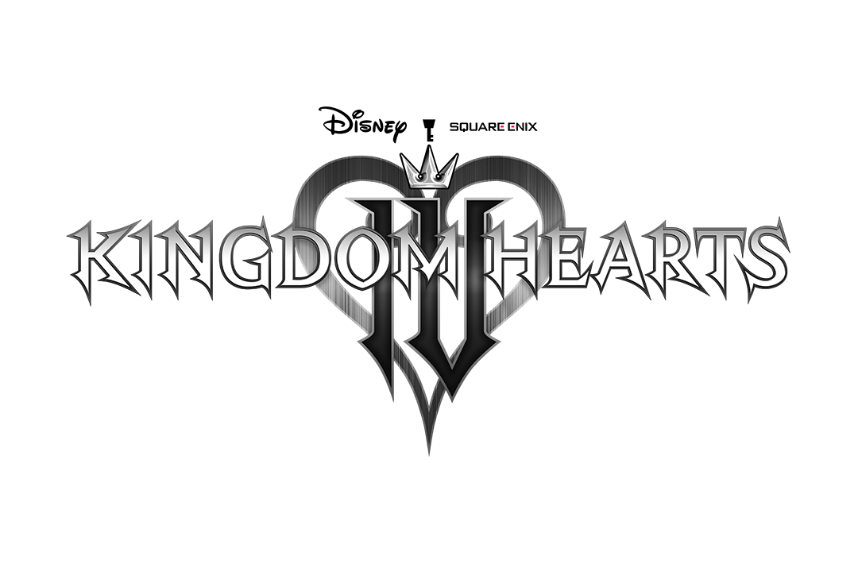 Disney SQUARE ENIX
KINGDOM HEARTS
IV